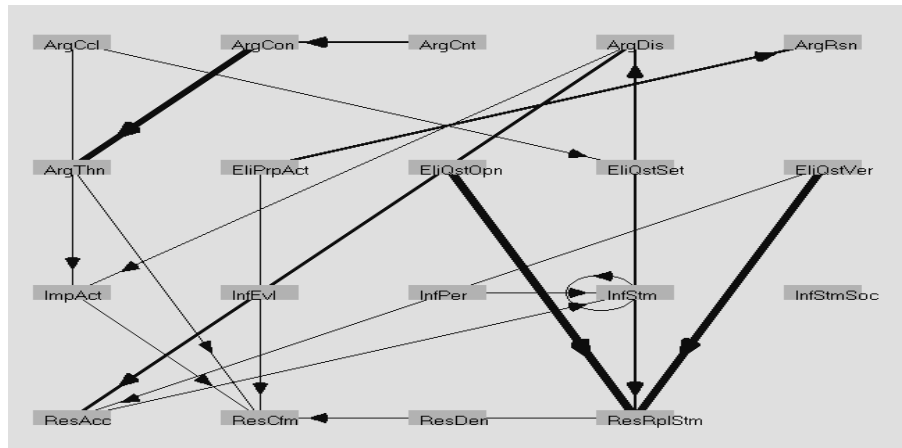 ArgCcl ArgCon ArgCnt ArgDis ArgRsn
ArgThn EliPrpAct EliQstOpn EliQstSet EliQstVer
ImpAct InfEvl InfPer InfStm InfStmSoc
ResAcc ResCfm ResDen ResRplStm